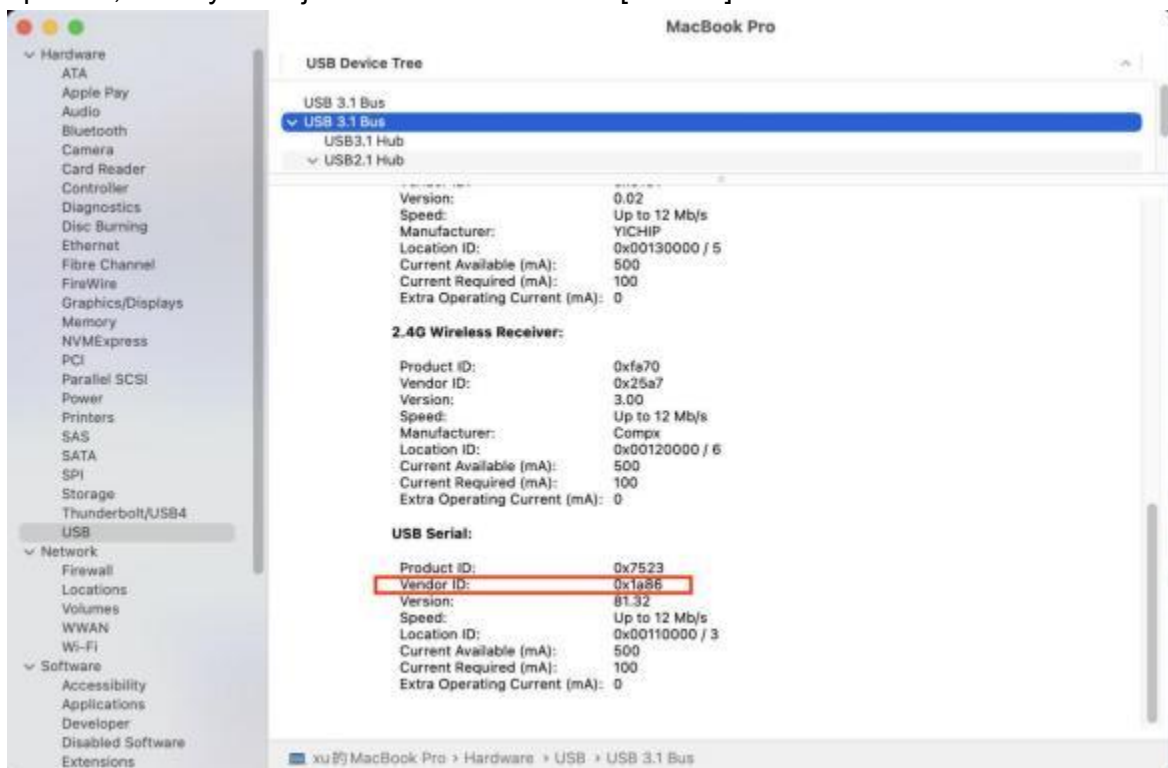 MacBook Pro
Hardware
ATA
Apple Pay
Audio
Bluetooth
Camera
Card Reader
Controller
Diagnostics
Disc Burning
Ethernet
Fibre Channel
FireWire
Graphics/Displays
Memory
NVMExpress
PCI
Parallel SCSI
Power
Printers
SAS
SATA
SPI
Storage
Thunderbolt/USB4
USB
Network
Firewall
Locations
Volumes
WWAN
Wi-Fi
Software
Accessibility
Applications
Developer
Disabled Software
Extensions
USB Device Tree
USB 3.1 Bus
USB 3.1 Bus
USB3.1 Hub
USB2.1 Hub
Version: 0.02
Speed: Up to 12 Mb/s
Manufacturer: YICHIP
Location ID: 0x00130000 / 5
Current Available (mA): 500
Current Required (mA): 100
Extra Operating Current (mA): 0
2.4G Wireless Receiver:
Product ID: 0xfa70
Vendor ID: 0x25a7
Version: 3.00
Speed: Up to 12 Mb/s
Manufacturer: Compx
Location ID: 0x00120000 / 6
Current Available (mA): 500
Current Required (mA): 100
Extra Operating Current (mA): 0
USB Serial:
Product ID: 0x7523
Vendor ID: 0x1a86
Version: 81.32
Speed: Up to 12 Mb/s
Location ID: 0x00110000 / 3
Current Available (mA): 500
Current Required (mA): 100
Extra Operating Current (mA): 0
xu的MacBook Pro › Hardware › USB › USB 3.1 Bus